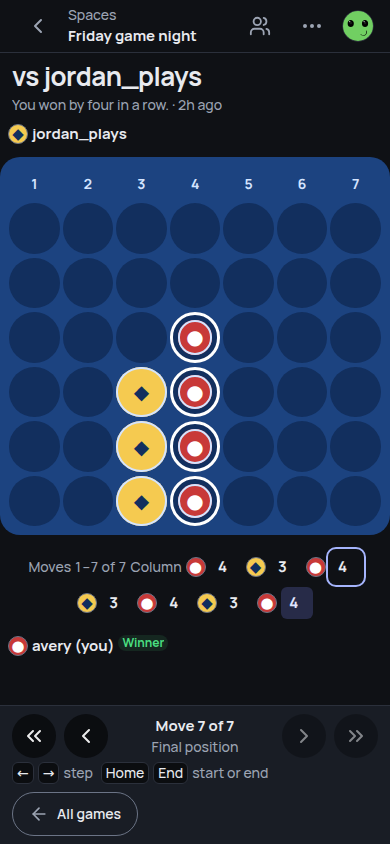 Spaces
Friday game night
vs jordan_plays
You won by four in a row. · 2h ago
jordan_plays
1 2 3 4 5 6 7
Moves 1–7 of 7 Column 4 3 4
3 4 3 4
avery (you) Winner
Move 7 of 7
Final position
← → step Home End start or end
All games